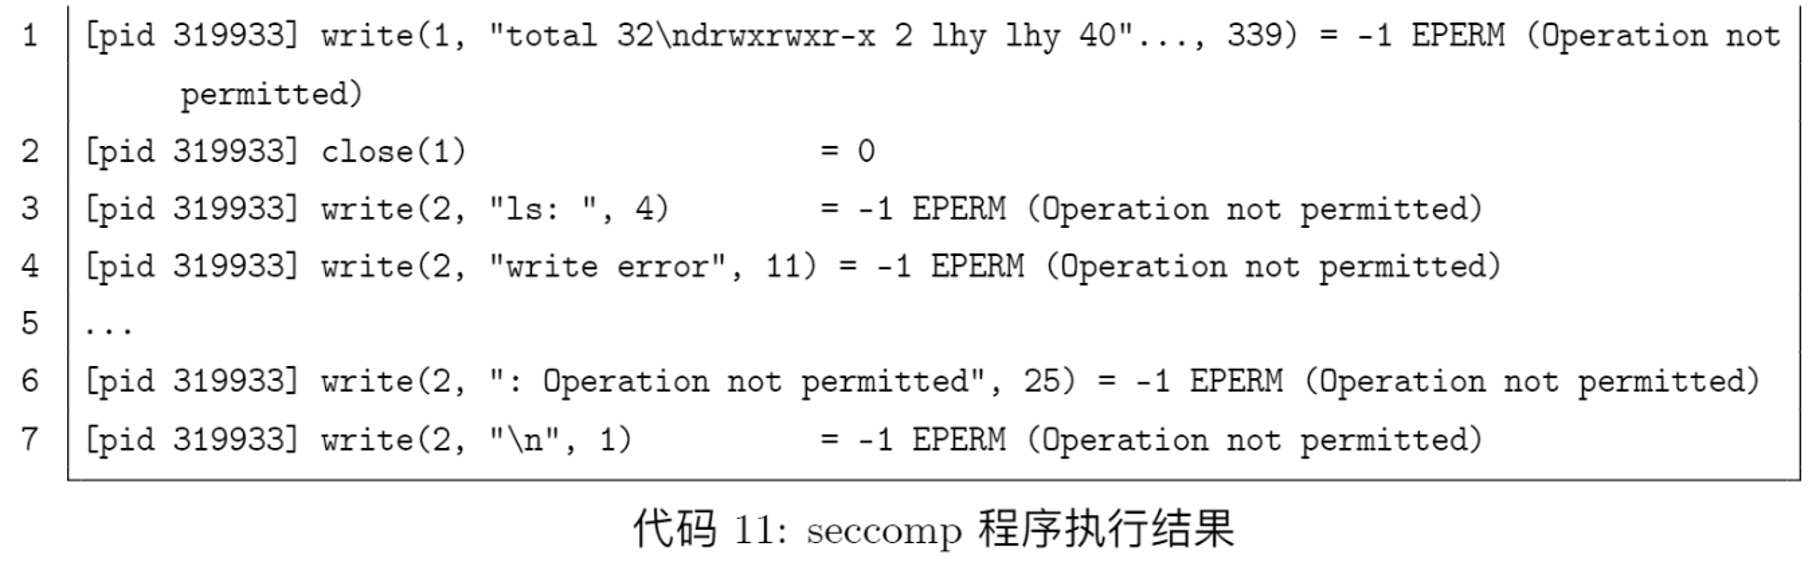 1 [pid 319933] write(1, "total 32\ndrwxrwxr-x 2 lhy lhy 40"..., 339) = -1 EPERM (Operation not
permitted)
2 [pid 319933] close(1) = 0
3 [pid 319933] write(2, "ls: ", 4) = -1 EPERM (Operation not permitted)
4 [pid 319933] write(2, "write error", 11) = -1 EPERM (Operation not permitted)
5 ...
6 [pid 319933] write(2, ": Operation not permitted", 25) = -1 EPERM (Operation not permitted)
7 [pid 319933] write(2, "\n", 1) = -1 EPERM (Operation not permitted)
代码 11: seccomp 程序执行结果